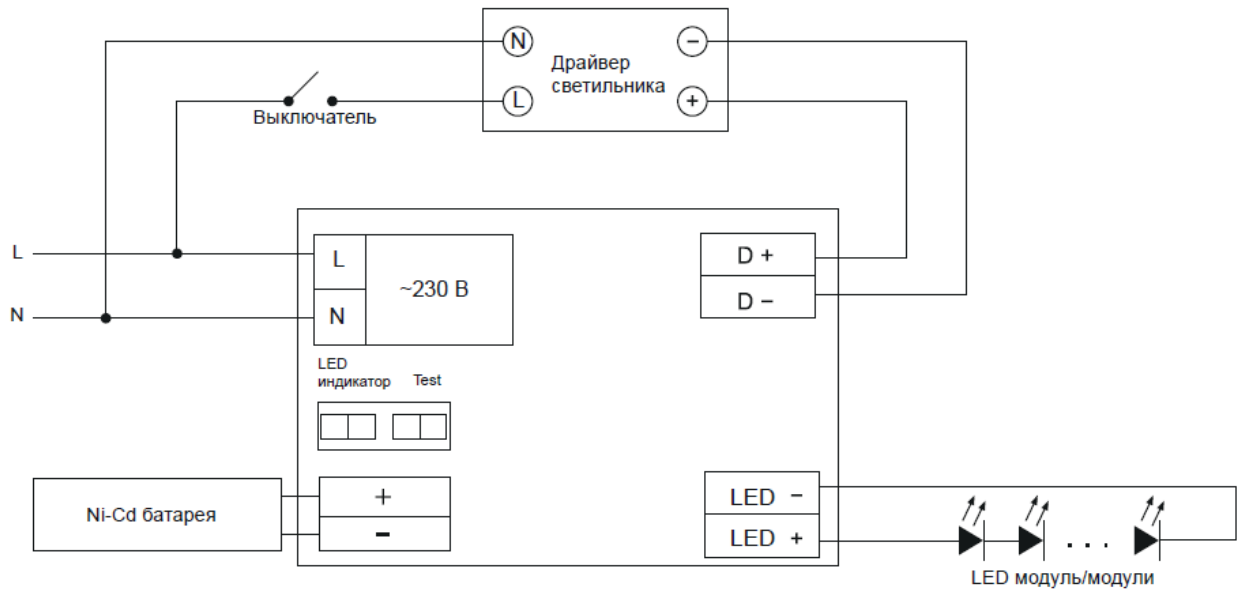 N
−
Драйвер
светильника
L
+
Выключатель
L
N
L
N
~230 В
D +
D −
LED
индикатор
Test
Ni-Cd батарея
+
−
LED −
LED +
. . .
LED модуль/модули